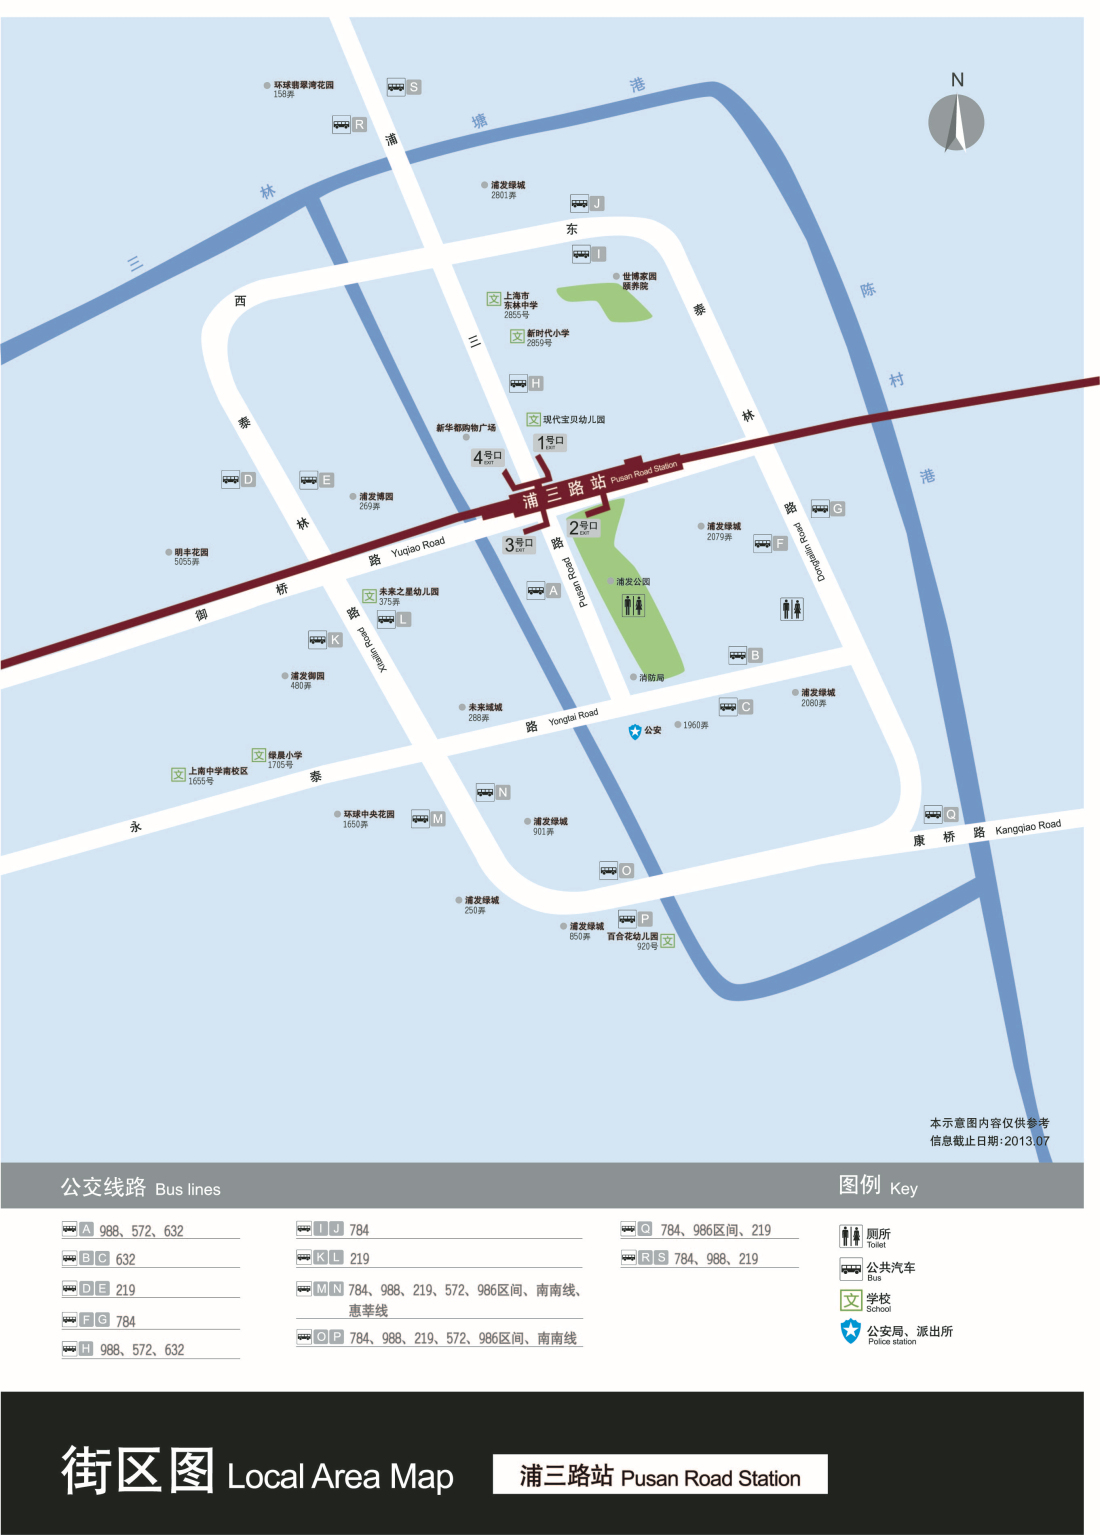 N
环球翡翠湾花园
158弄
S
R
浦
三
林
塘
港
浦发绿城
2801弄
J
东
I
西
世博家园
颐养院
上海市
东林中学
2855号
文
三
新时代小学
2859号
文
泰
陈
村
港
H
文
现代宝贝幼儿园
新华都购物广场
1号口
EXIT
4号口
EXIT
泰
林
浦三路站 Pusan Road Station
D
E
浦发博园
269弄
林
2号口
EXIT
3号口
EXIT
路
Pusan Road
浦发绿城
2079弄
路
Dongtailin Road
G
F
明丰花园
5055弄
御
桥
路
Yuqiao Road
浦发公园
文
未来之星幼儿园
375弄
A
L
K
路
Xitailin Road
浦发御园
480弄
消防局
B
C
浦发绿城
2080弄
未来域城
288弄
路
Yongtai Road
公安
1960弄
文
绿晨小学
1705号
文
上南中学南校区
1655号
泰
永
N
M
环球中央花园
1650弄
浦发绿城
901弄
Q
康
桥
路
Kangqiao Road
O
浦发绿城
250弄
P
浦发绿城
850弄
百合花幼儿园
920号
文
本示意图内容仅供参考
信息截止日期:2013.07
公交线路 Bus lines
图例 Key
A 988、572、632
B C 632
D E 219
F G 784
H 988、572、632
I J 784
K L 219
M N 784、988、219、572、986区间、南南线、
惠莘线
O P 784、988、219、572、986区间、南南线
Q 784、986区间、219
R S 784、988、219
厕所
Toilet
公共汽车
Bus
文
学校
School
公安局、派出所
Police station
街区图 Local Area Map
浦三路站 Pusan Road Station